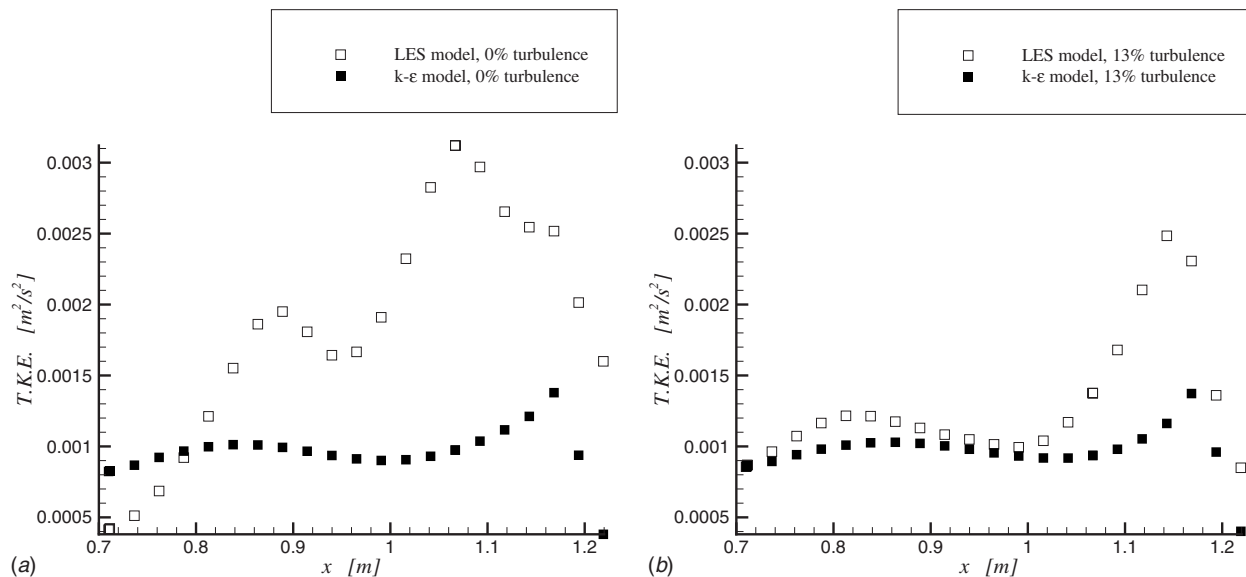 LES model, 0% turbulence
k-ε model, 0% turbulence
T.K.E. [m²/s²]
0.003
0.0025
0.002
0.0015
0.001
0.0005
0.7 0.8 0.9 1 1.1 1.2
x [m]
(a)
LES model, 13% turbulence
k-ε model, 13% turbulence
T.K.E. [m²/s²]
0.003
0.0025
0.002
0.0015
0.001
0.0005
0.7 0.8 0.9 1 1.1 1.2
x [m]
(b)